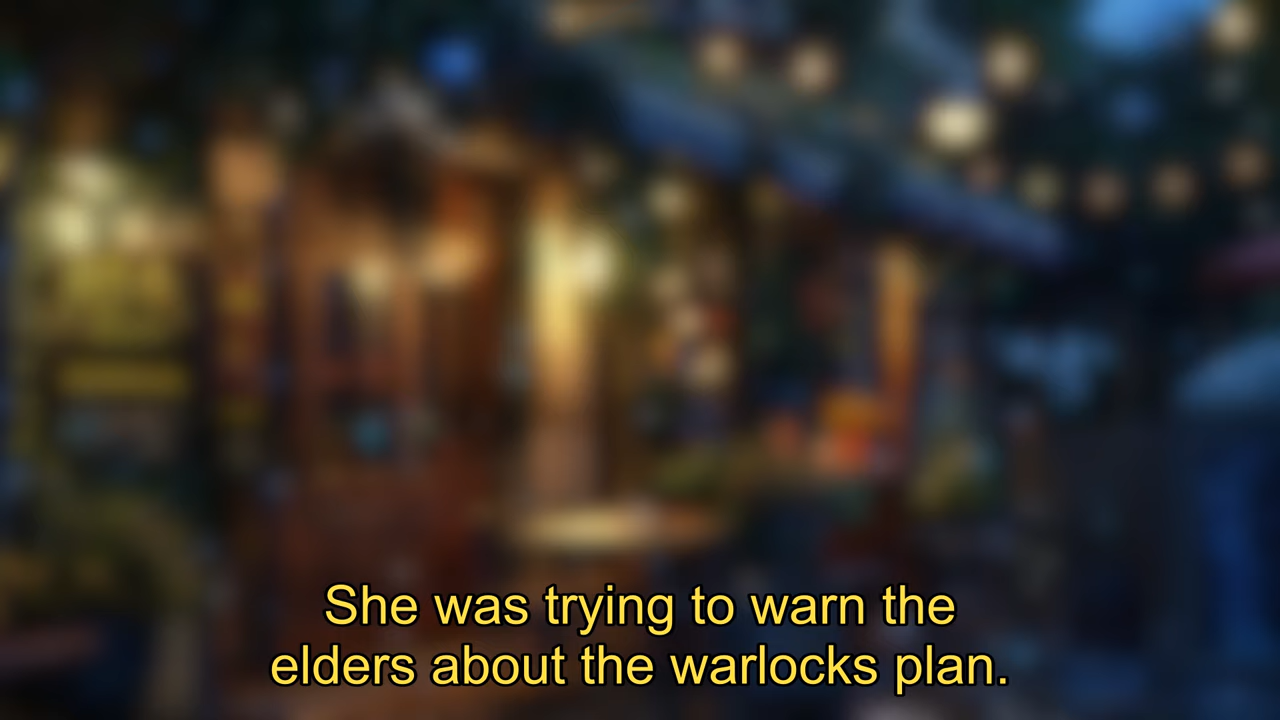 She was trying to warn the
elders about the warlocks plan.